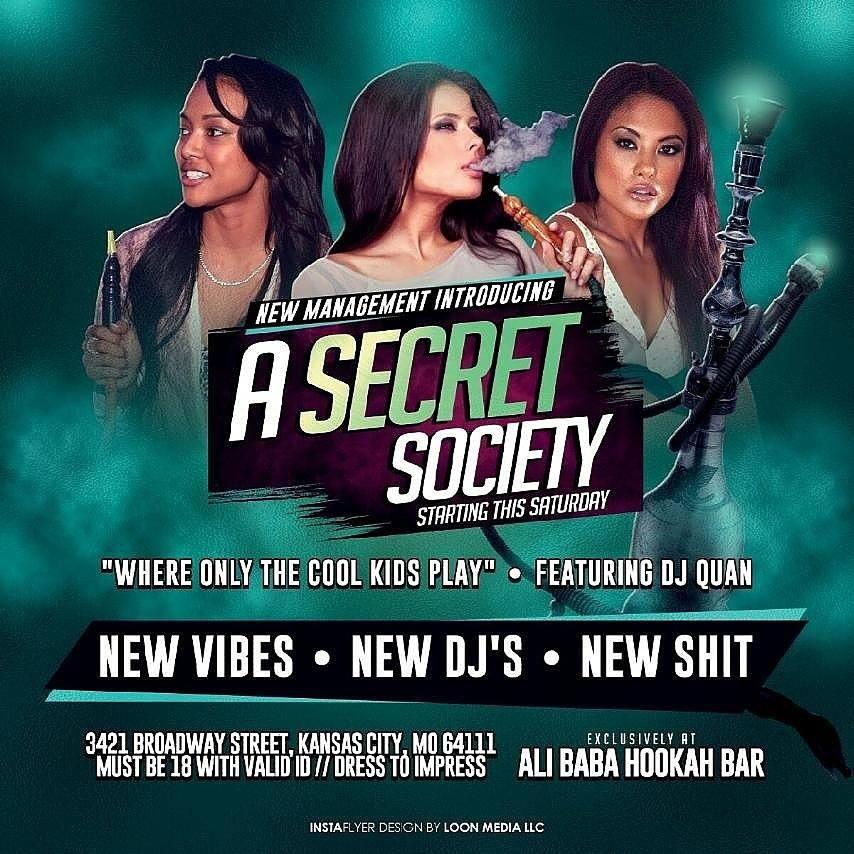 NEW MANAGEMENT INTRODUCING
A SECRET
SOCIETY
STARTING THIS SATURDAY
"WHERE ONLY THE COOL KIDS PLAY" • FEATURING DJ QUAN
NEW VIBES • NEW DJ'S • NEW SHIT
3421 BROADWAY STREET, KANSAS CITY, MO 64111
MUST BE 18 WITH VALID ID // DRESS TO IMPRESS
EXCLUSIVELY AT
ALI BABA HOOKAH BAR
INSTAFLYER DESIGN BY LOON MEDIA LLC